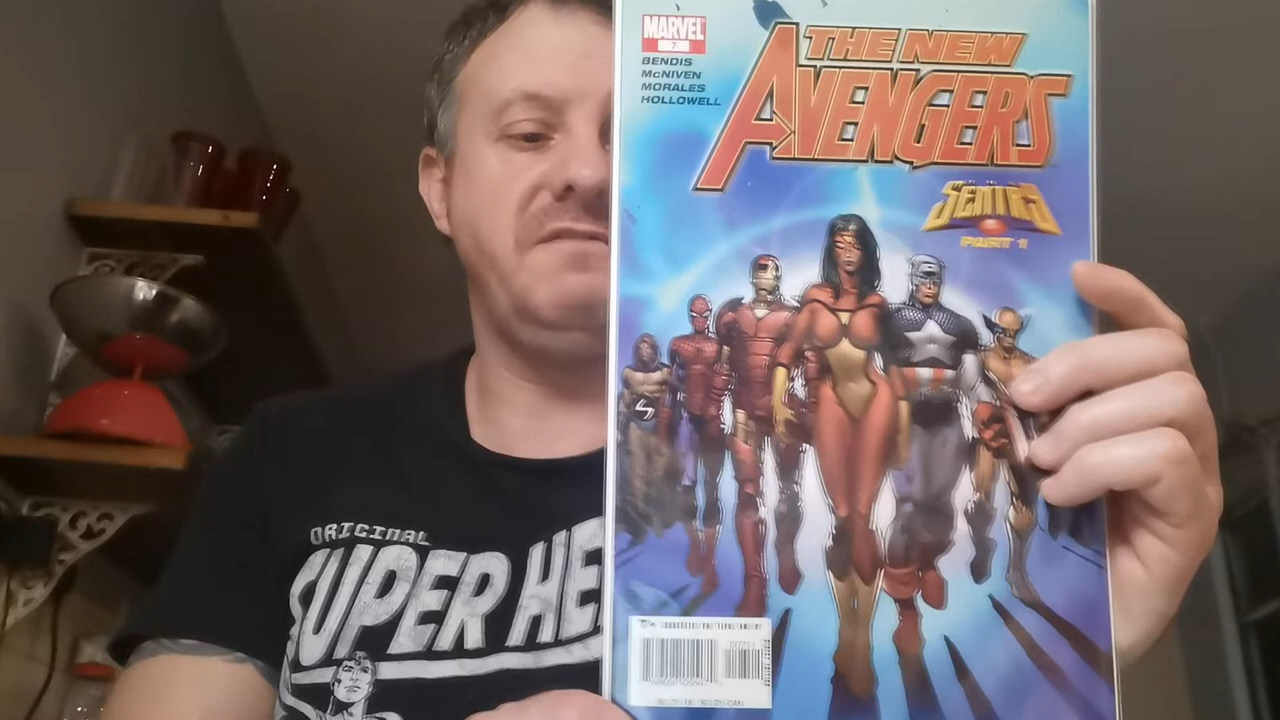 MARVEL
7
BENDIS
McNIVEN
MORALES
HOLLOWELL
THE NEW
AVENGERS
SENTRY
PART 1
ORIGINAL
SUPER HE
S